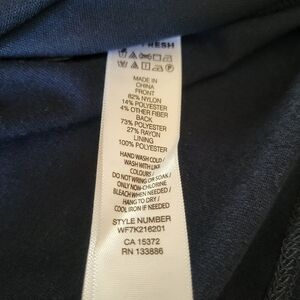 FRESH
MADE IN
CHINA
FRONT
82% NYLON
14% POLYESTER
4% OTHER FIBER
BACK
73% POLYESTER
27% RAYON
LINING
100% POLYESTER
HAND WASH COLD /
WASH WITH LIKE
COLOURS /
DO NOT WRING OR SOAK /
ONLY NON-CHLORINE
BLEACH WHEN NEEDED /
HANG TO DRY /
COOL IRON IF NEEDED /
STYLE NUMBER
WF7K216201
CA 15372
RN 133886